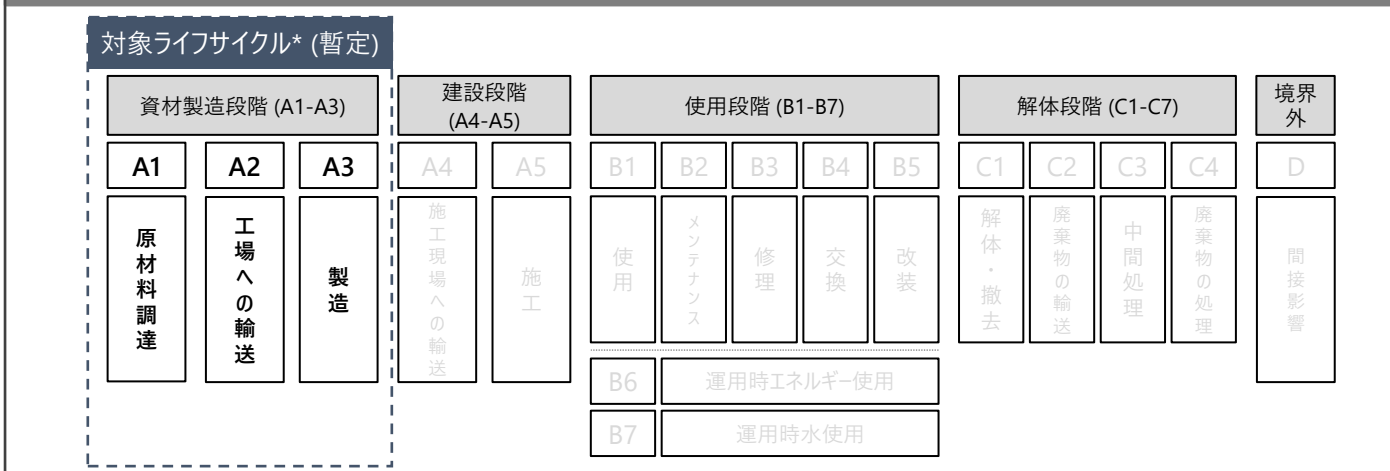 対象ライフサイクル* (暫定)
資材製造段階 (A1-A3)
建設段階
(A4-A5)
使用段階 (B1-B7)
解体段階 (C1-C7)
境界
外
A1
A2
A3
A4
A5
B1
B2
B3
B4
B5
C1
C2
C3
C4
D
原材料調達
工場への輸送
製造
施工現場への輸送
施工
使用
メンテナンス
修理
交換
改装
解体・撤去
廃棄物の輸送
中間処理
廃棄物の処理
間接影響
B6
運用時エネルギー使用
B7
運用時水使用